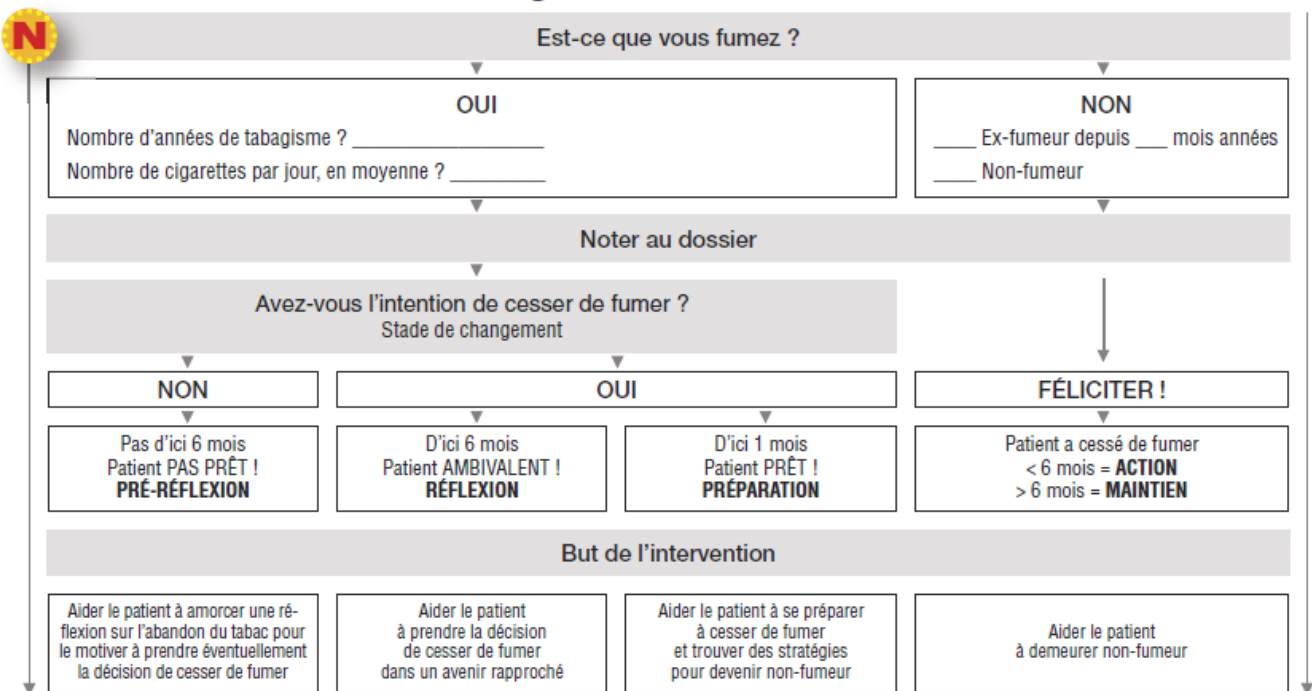 N
Est-ce que vous fumez ?
OUI
Nombre d'années de tabagisme ? ____________________
Nombre de cigarettes par jour, en moyenne ? __________
NON
____ Ex-fumeur depuis ___ mois années
____ Non-fumeur
Noter au dossier
Avez-vous l'intention de cesser de fumer ?
Stade de changement
NON
OUI
FÉLICITER !
Pas d'ici 6 mois
Patient PAS PRÊT !
PRÉ-RÉFLEXION
D'ici 6 mois
Patient AMBIVALENT !
RÉFLEXION
D'ici 1 mois
Patient PRÊT !
PRÉPARATION
Patient a cessé de fumer
< 6 mois = ACTION
> 6 mois = MAINTIEN
But de l'intervention
Aider le patient à amorcer une ré-
flexion sur l'abandon du tabac pour
le motiver à prendre éventuellement
la décision de cesser de fumer
Aider le patient
à prendre la décision
de cesser de fumer
dans un avenir rapproché
Aider le patient à se préparer
à cesser de fumer
et trouver des stratégies
pour devenir non-fumeur
Aider le patient
à demeurer non-fumeur